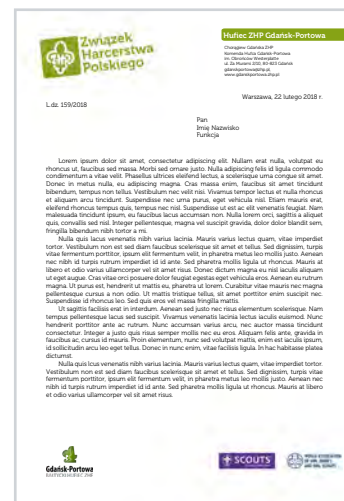 Związek
Harcerstwa
Polskiego
Hufiec ZHP Gdańsk-Portowa
Chorągiew Gdańska ZHP
Komenda Hufca Gdańsk-Portowa
im. Obrońców Westerplatte
ul. Za Murami 2/10, 80-823 Gdańsk
gdanskportowa@zhp.pl
www.gdanskportowa.zhp.pl
Warszawa, 22 lutego 2018 r.
L.dz. 159/2018
Pan
Imię Nazwisko
Funkcja
Lorem ipsum dolor sit amet, consectetur adipiscing elit. Nullam erat nulla, volutpat eu
rhoncus ut, faucibus sed massa. Morbi sed ornare justo. Nulla adipiscing felis id ligula commodo
condimentum a vitae velit. Phasellus ultrices eleifend lectus, a scelerisque urna congue sit amet.
Donec in metus nulla, eu adipiscing magna. Cras massa enim, faucibus sit amet tincidunt
bibendum, tempus non tellus. Vestibulum nec velit nisi. Vivamus tempor lectus et nulla rhoncus
et aliquam arcu tincidunt. Suspendisse nec urna purus, eget vehicula nisl. Etiam mauris erat,
eleifend rhoncus tempus quis, tempus nec nisl. Suspendisse ut est ac elit venenatis feugiat. Nam
malesuada tincidunt ipsum, eu faucibus lacus accumsan non. Nulla lorem orci, sagittis a aliquet
quis, convallis sed nisl. Integer pellentesque, magna vel suscipit gravida, dolor dolor blandit sem,
fringilla bibendum nibh tortor a mi.
Nulla quis lacus venenatis nibh varius lacinia. Mauris varius lectus quam, vitae imperdiet
tortor. Vestibulum non est sed diam faucibus scelerisque sit amet et tellus. Sed dignissim, turpis
vitae fermentum porttitor, ipsum elit fermentum velit, in pharetra metus leo mollis justo. Aenean
nec nibh id turpis rutrum imperdiet id id ante. Sed pharetra mollis ligula ut rhoncus. Mauris at
libero et odio varius ullamcorper vel sit amet risus. Donec dictum magna eu nisl iaculis aliquam
ut eget augue. Cras vitae orci posuere dolor feugiat egestas eget vehicula eros. Aenean eu rutrum
magna. Ut purus est, hendrerit ut mattis eu, pharetra ut lorem. Curabitur vitae mauris nec magna
pellentesque cursus a non odio. Ut mattis tristique tellus, sit amet porttitor enim suscipit nec.
Suspendisse id rhoncus leo. Sed quis eros vel massa fringilla mattis.
Ut sagittis facilisis erat in interdum. Aenean sed justo nec risus elementum scelerisque. Nam
tempus pellentesque lacus sed suscipit. Vivamus venenatis lacinia lectus iaculis euismod. Nunc
hendrerit porttitor ante ac rutrum. Nunc accumsan varius arcu, nec auctor massa tincidunt
consectetur. Integer a justo quis risus semper mollis nec eu eros. Aliquam felis ante, gravida in
faucibus ac, cursus id mauris. Proin elementum, nunc sed volutpat mattis, enim est iaculis ipsum,
id sollicitudin arcu leo eget tellus. Donec in nunc enim, vitae facilisis ligula. In hac habitasse platea
dictumst.
Nulla quis lcus venenatis nibh varius lacinia. Mauris varius lectus quam, vitae imperdiet tortor.
Vestibulum non est sed diam faucibus scelerisque sit amet et tellus. Sed dignissim, turpis vitae
fermentum porttitor, ipsum elit fermentum velit, in pharetra metus leo mollis justo. Aenean nec
nibh id turpis rutrum imperdiet id id ante. Sed pharetra mollis ligula ut rhoncus. Mauris at libero
et odio varius ullamcorper vel sit amet risus.
Gdańsk-Portowa
BAŁTYCKI HUFIEC ZHP
SCOUTS